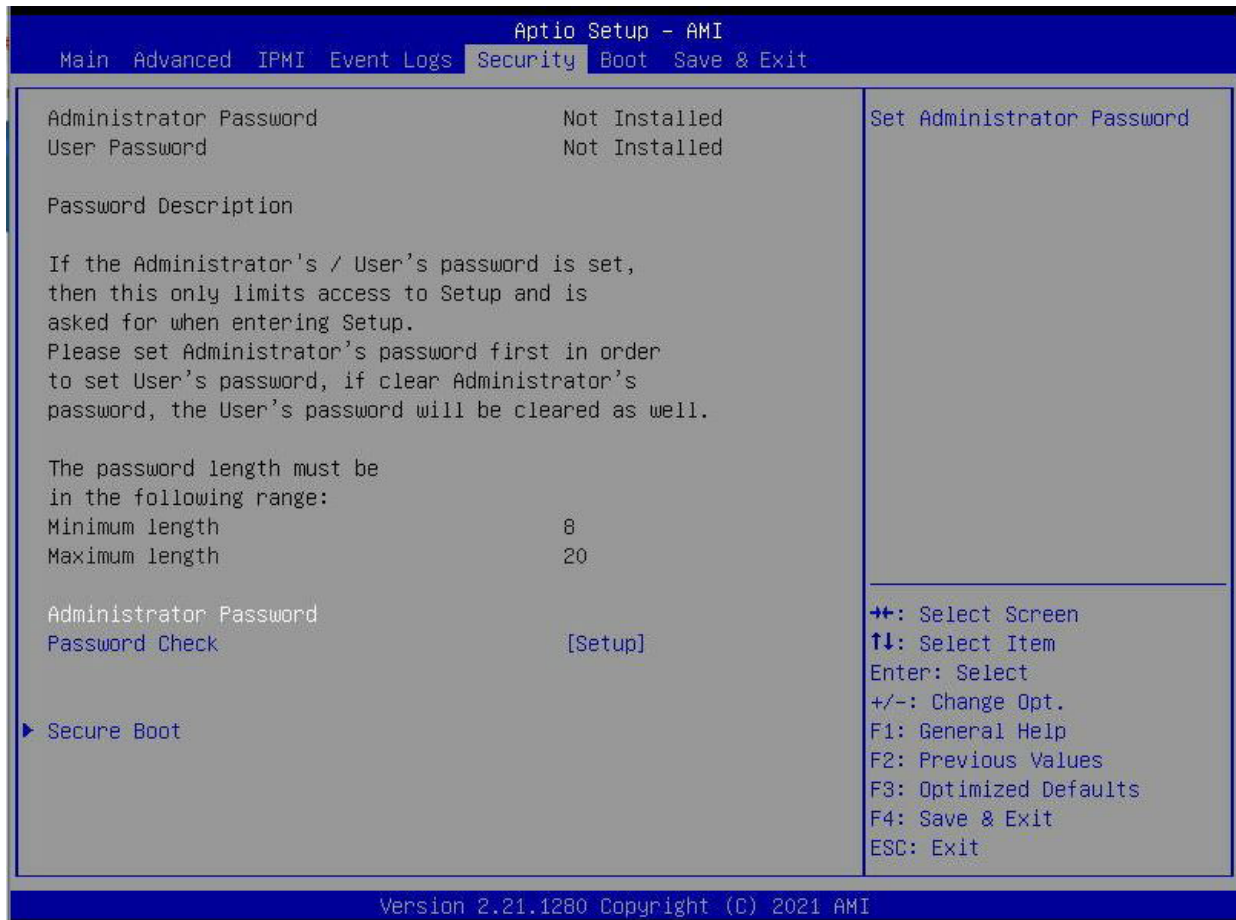 Aptio Setup - AMI
Main Advanced IPMI Event Logs Security Boot Save & Exit
Administrator Password Not Installed
User Password Not Installed
Password Description
If the Administrator's / User's password is set,
then this only limits access to Setup and is
asked for when entering Setup.
Please set Administrator's password first in order
to set User's password, if clear Administrator's
password, the User's password will be cleared as well.
The password length must be
in the following range:
Minimum length 8
Maximum length 20
Administrator Password
Password Check [Setup]
Secure Boot
Set Administrator Password
→←: Select Screen
↑↓: Select Item
Enter: Select
+/-: Change Opt.
F1: General Help
F2: Previous Values
F3: Optimized Defaults
F4: Save & Exit
ESC: Exit
Version 2.21.1280 Copyright (C) 2021 AMI